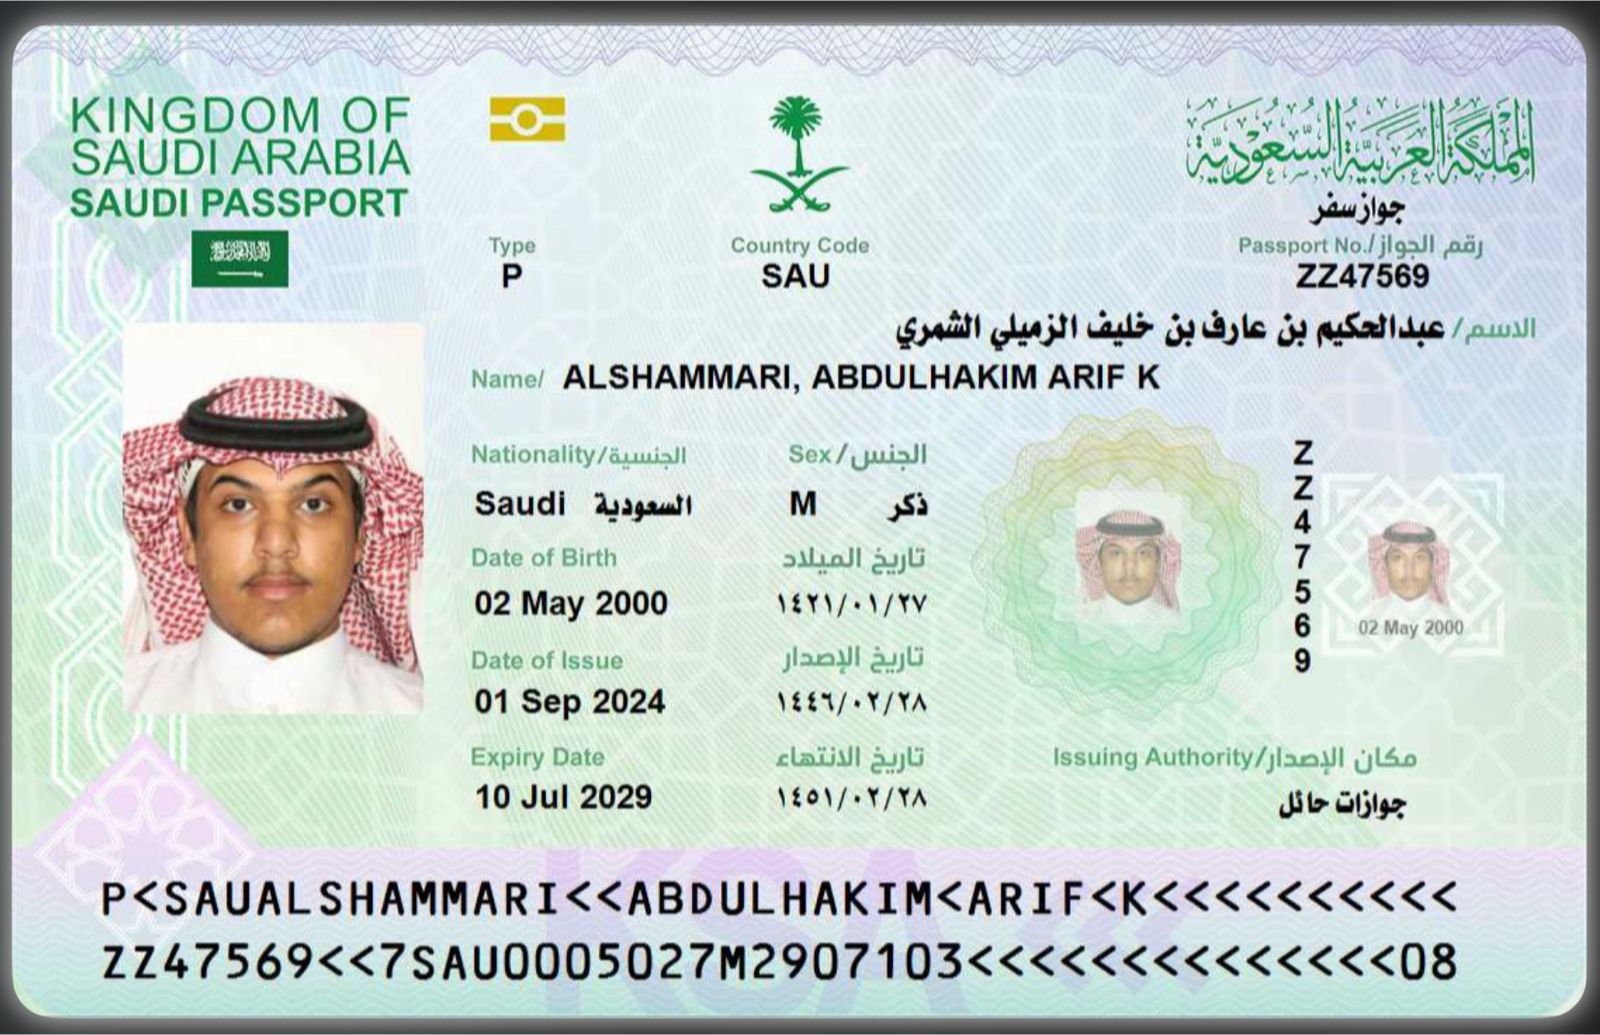 KINGDOM OF
SAUDI ARABIA
SAUDI PASSPORT
المملكة العربية السعودية
جواز سفر
Type
P
Country Code
SAU
Passport No./رقم الجواز
ZZ47569
الاسم/ عبدالحكيم بن عارف بن خليف الزميلي الشمري
Name/ ALSHAMMARI, ABDULHAKIM ARIF K
Nationality/الجنسية
Saudi السعودية
Sex/الجنس
M ذكر
Date of Birth تاريخ الميلاد
02 May 2000 ١٤٢١/٠١/٢٧
Date of Issue تاريخ الإصدار
01 Sep 2024 ١٤٤٦/٠٢/٢٨
Expiry Date تاريخ الانتهاء
10 Jul 2029 ١٤٥١/٠٢/٢٨
ZZ47569
02 May 2000
Issuing Authority/مكان الإصدار
جوازات حائل
KSA
P<SAUALSHAMMARI<<ABDULHAKIM<ARIF<K<<<<<<<<<<
ZZ47569<<7SAU0005027M2907103<<<<<<<<<<<<<<08